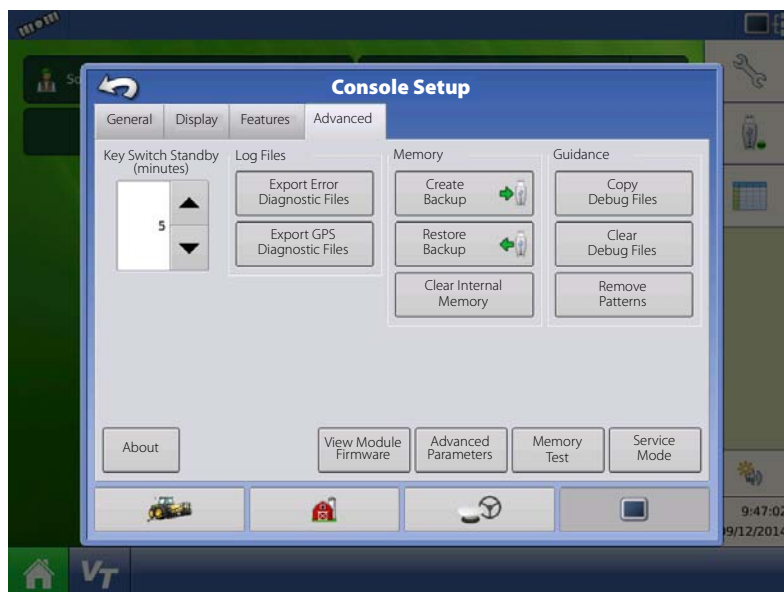 Console Setup
General Display Features Advanced
Key Switch Standby
(minutes)
5
Log Files
Export Error
Diagnostic Files
Export GPS
Diagnostic Files
Memory
Create
Backup
Restore
Backup
Clear Internal
Memory
Guidance
Copy
Debug Files
Clear
Debug Files
Remove
Patterns
About
View Module
Firmware
Advanced
Parameters
Memory
Test
Service
Mode
9:47:02
09/12/2014
VT